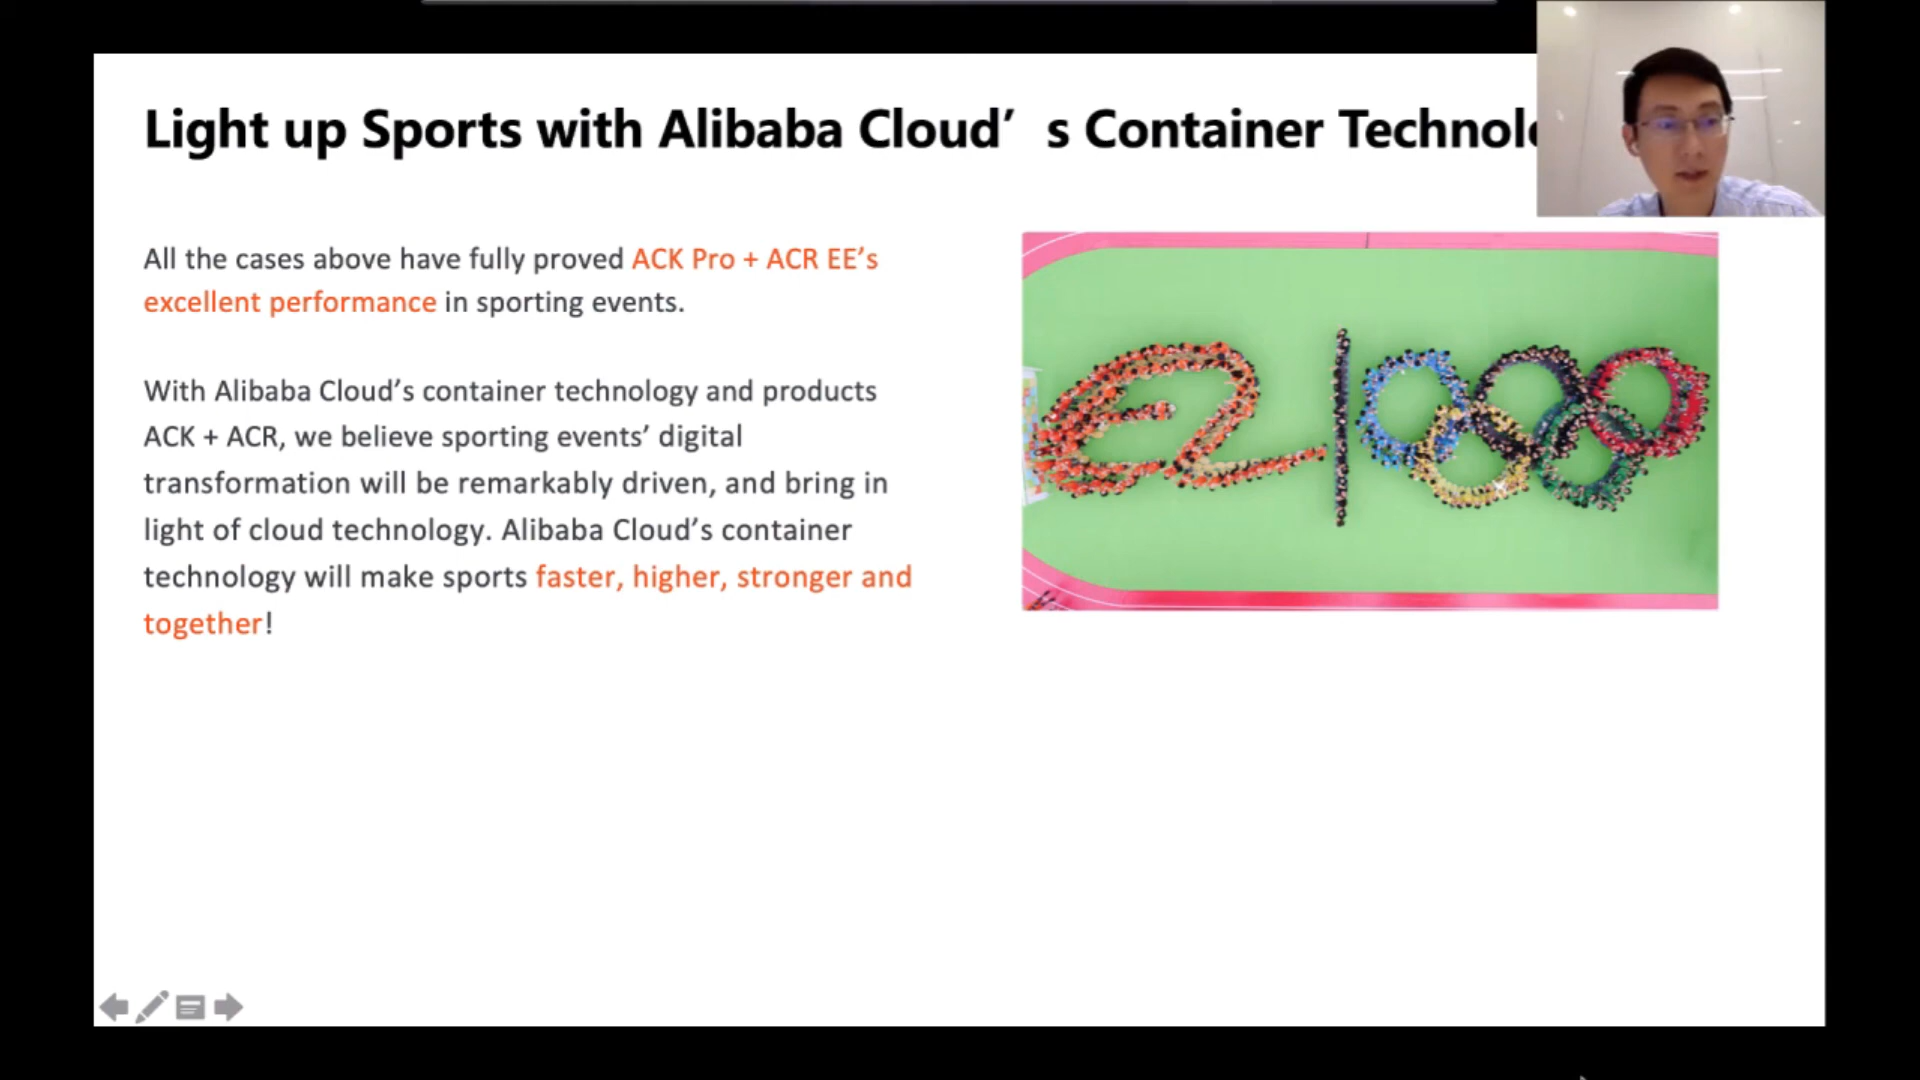 Light up Sports with Alibaba Cloud’ s Container
All the cases above have fully proved ACK Pro + ACR EE’s
excellent performance in sporting events.
With Alibaba Cloud’s container technology and products
ACK + ACR, we believe sporting events’ digital
transformation will be remarkably driven, and bring in
light of cloud technology. Alibaba Cloud’s container
technology will make sports faster, higher, stronger and
together!